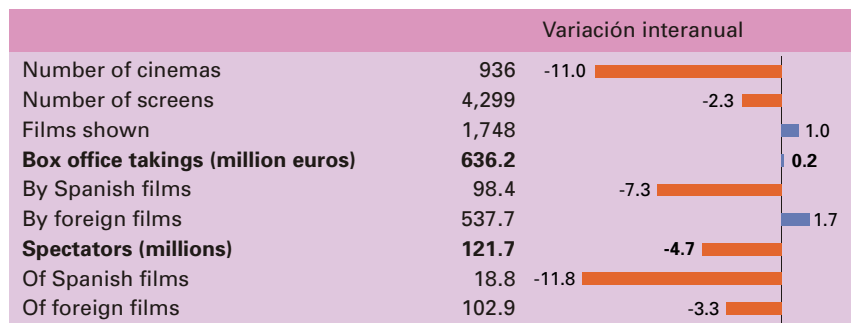 Variación interanual
Number of cinemas 936 -11.0
Number of screens 4,299 -2.3
Films shown 1,748 1.0
Box office takings (million euros) 636.2 0.2
By Spanish films 98.4 -7.3
By foreign films 537.7 1.7
Spectators (millions) 121.7 -4.7
Of Spanish films 18.8 -11.8
Of foreign films 102.9 -3.3